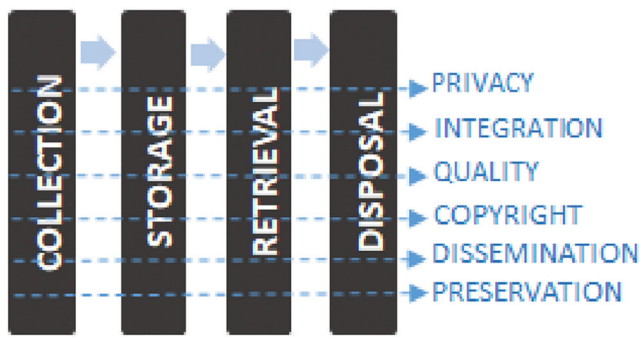 COLLECTION
STORAGE
RETRIEVAL
DISPOSAL
PRIVACY
INTEGRATION
QUALITY
COPYRIGHT
DISSEMINATION
PRESERVATION